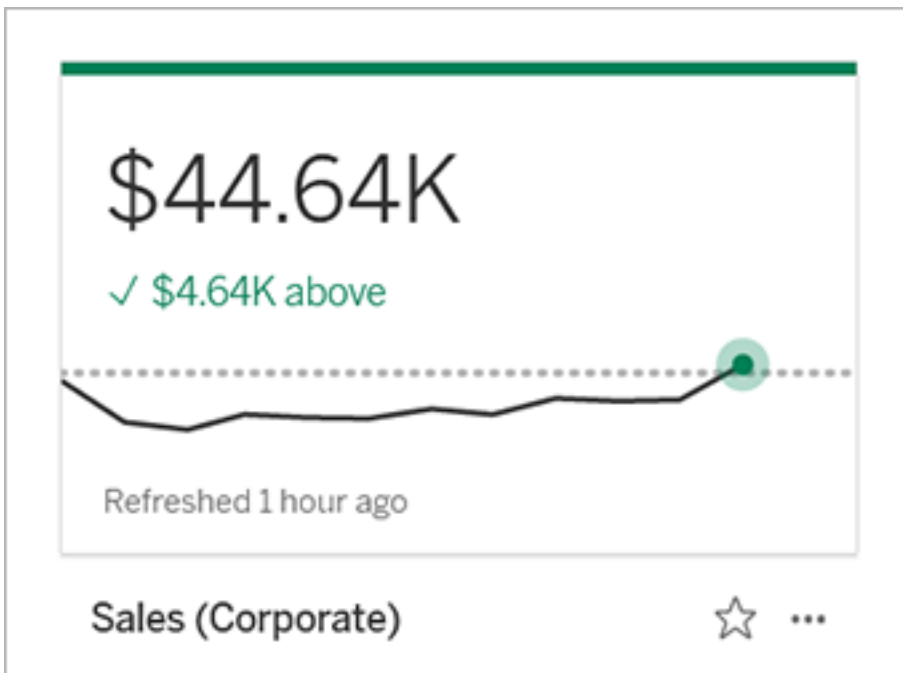 $44.64K
✓ $4.64K above
Refreshed 1 hour ago
Sales (Corporate)